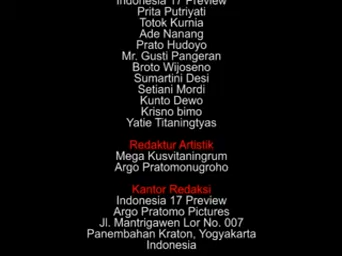 Indonesia 17 Preview
Prita Putriyati
Totok Kurnia
Ade Nanang
Prato Hudoyo
Mr. Gusti Pangeran
Broto Wijoseno
Sumartini Desi
Setiani Mordi
Kunto Dewo
Krisno bimo
Yatie Titaningtyas
Redaktur Artistik
Mega Kusvitaningrum
Argo Pratomonugroho
Kantor Redaksi
Indonesia 17 Preview
Argo Pratomo Pictures
Jl. Mantrigawen Lor No. 007
Panembahan Kraton, Yogyakarta
Indonesia